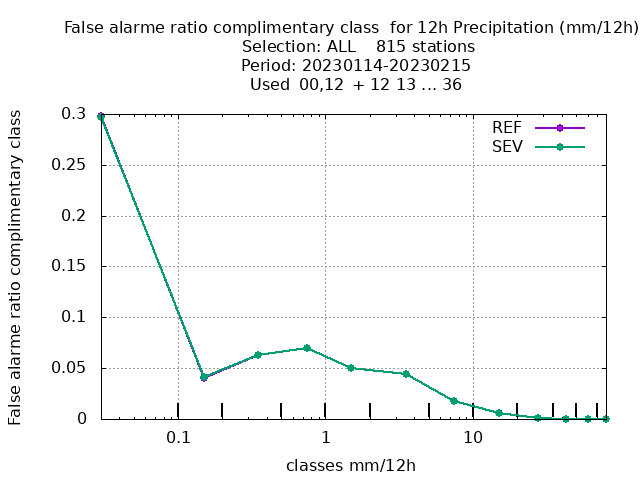 False alarme ratio complimentary class  for 12h Precipitation (mm/12h)
Selection: ALL    815 stations
Period: 20230114-20230215
Used  00,12  + 12 13 ... 36
False alarme ratio complimentary class
0.3
0.25
0.2
0.15
0.1
0.05
0
REF
SEV
0.1
1
10
classes mm/12h